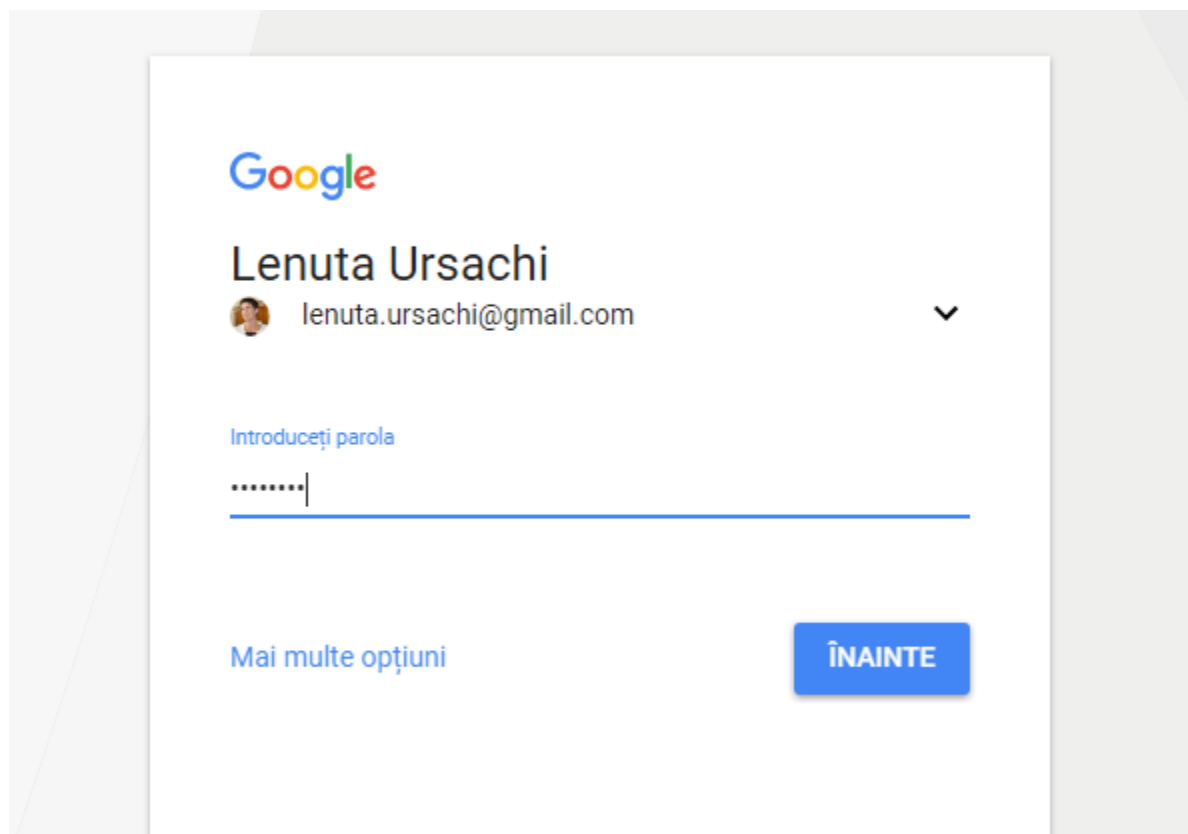 Google
Lenuta Ursachi
lenuta.ursachi@gmail.com
Introduceți parola
••••••••
Mai multe opțiuni
ÎNAINTE